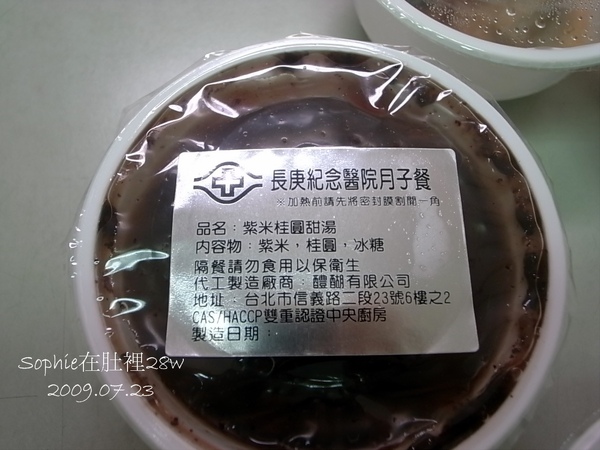 長庚紀念醫院月子餐
※加熱前請先將密封膜割開一角
品名：紫米桂圓甜湯
內容物：紫米，桂圓，冰糖
隔餐請勿食用以保衛生
代工製造廠商：醴醐有限公司
地址：台北市信義路二段23號6樓之2
CAS/HACCP雙重認證中央廚房
製造日期：
Sophie在肚裡28w
2009.07.23